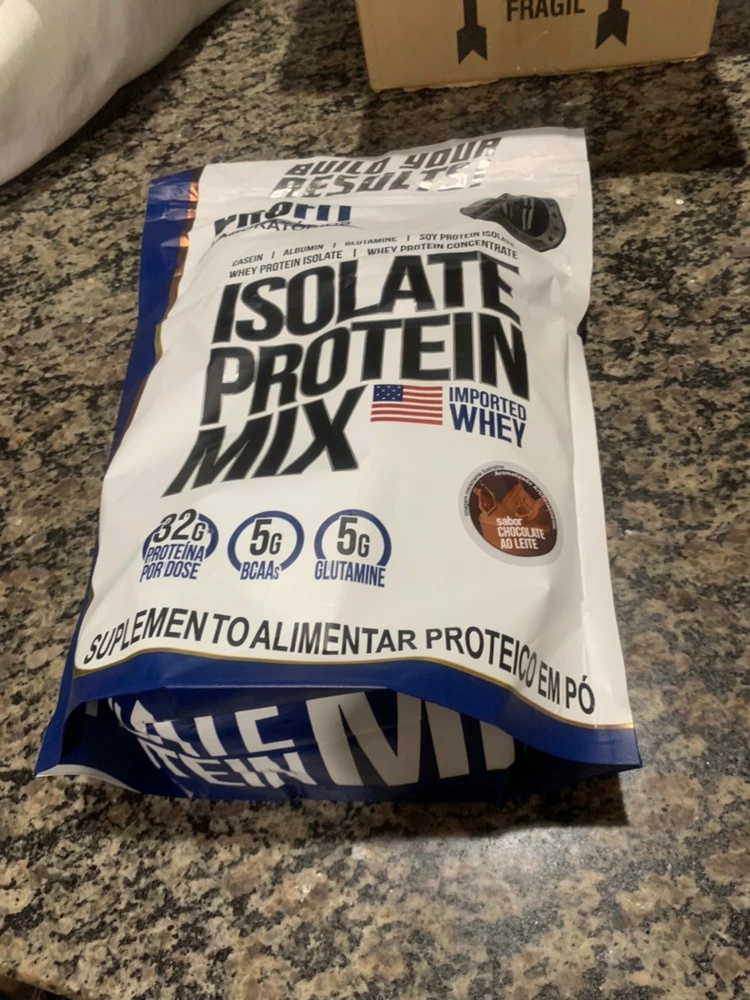 FRAGIL
BUILD YOUR
RESULTS!
PROFIT
CASEIN | ALBUMIN | GLUTAMINE | SOY PROTEIN ISOLATE
WHEY PROTEIN ISOLATE | WHEY PROTEIN CONCENTRATE
ISOLATE
PROTEIN
MIX
IMPORTED
WHEY
sabor
CHOCOLATE
AO LEITE
32G
PROTEÍNA
POR DOSE
5G
BCAAs
5G
GLUTAMINE
SUPLEMENTO ALIMENTAR PROTEICO EM PÓ